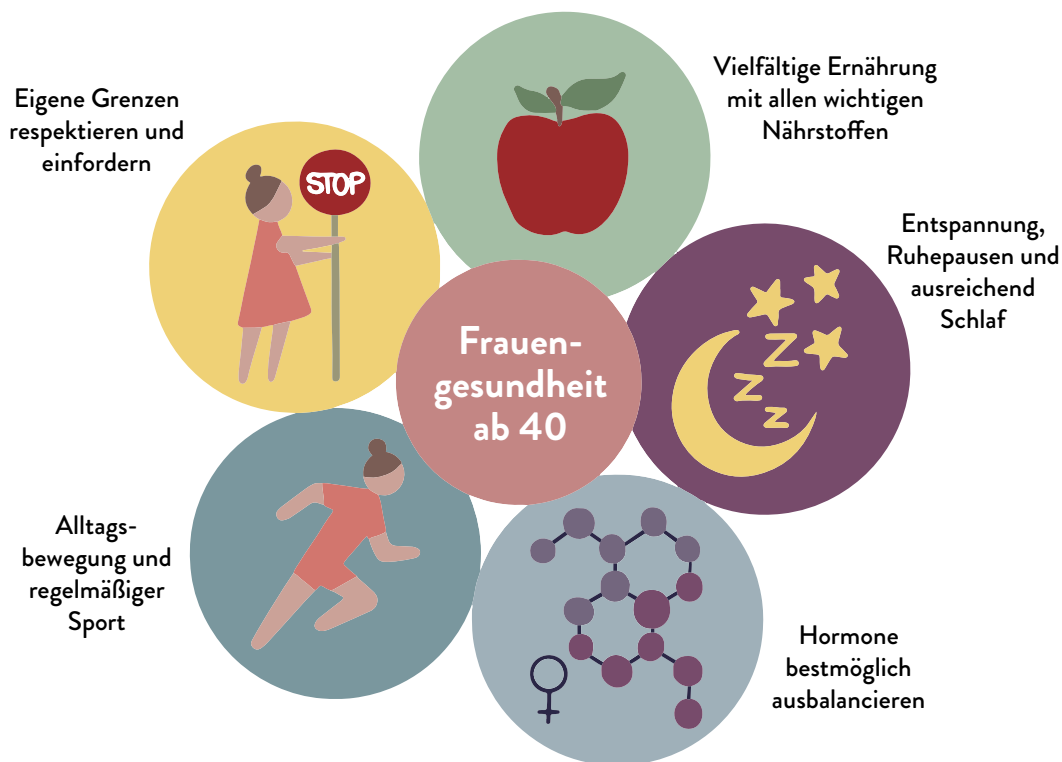 Eigene Grenzen
respektieren und
einfordern
STOP
Vielfältige Ernährung
mit allen wichtigen
Nährstoffen
Entspannung,
Ruhepausen und
ausreichend
Schlaf
Z
Z
Z
Frauen-
gesundheit
ab 40
Alltags-
bewegung und
regelmäßiger
Sport
Hormone
bestmöglich
ausbalancieren